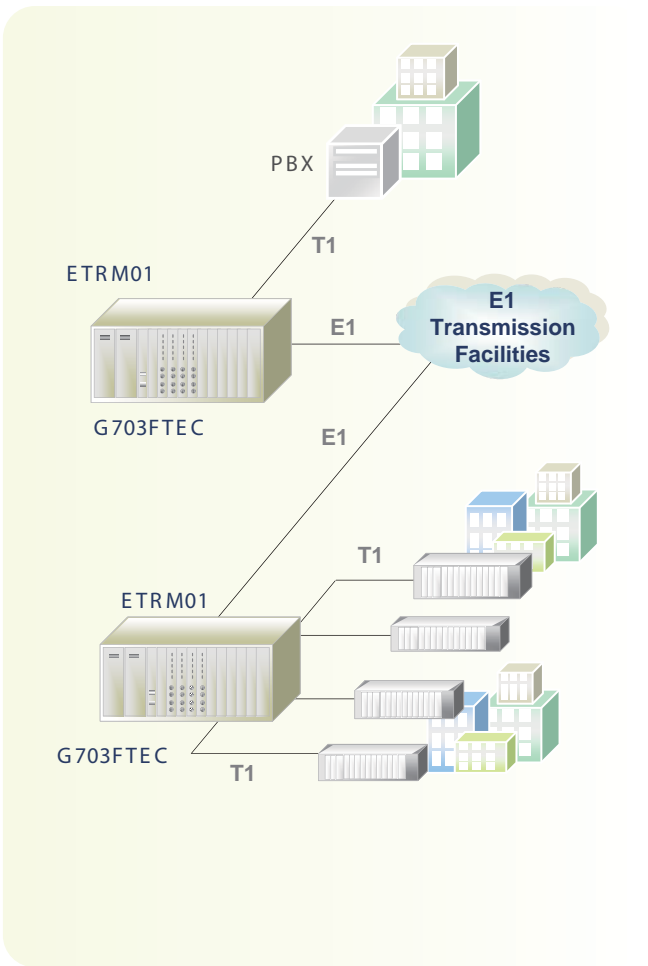 PBX
T1
ETRM01
E1
Transmission
Facilities
E1
G703FTEC
E1
T1
ETRM01
G703FTEC
T1